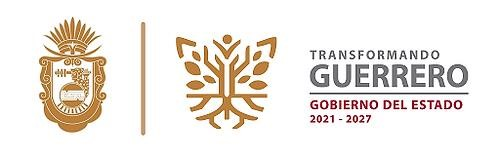 TRANSFORMANDO
GUERRERO
GOBIERNO DEL ESTADO
2021 - 2027